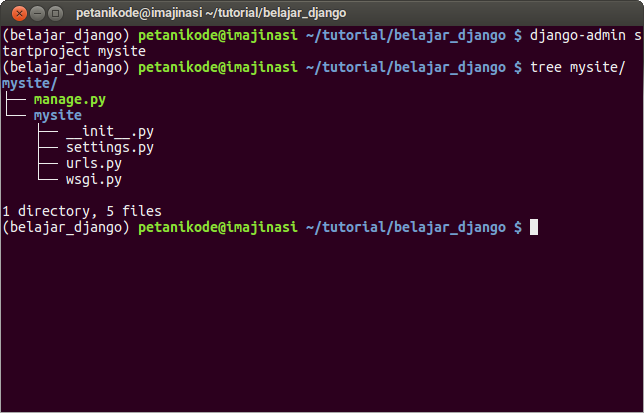 petanikode@imajinasi ~/tutorial/belajar_django
(belajar_django) petanikode@imajinasi ~/tutorial/belajar_django $ django-admin s
tartproject mysite
(belajar_django) petanikode@imajinasi ~/tutorial/belajar_django $ tree mysite/
mysite/
├── manage.py
└── mysite
    ├── __init__.py
    ├── settings.py
    ├── urls.py
    └── wsgi.py

1 directory, 5 files
(belajar_django) petanikode@imajinasi ~/tutorial/belajar_django $